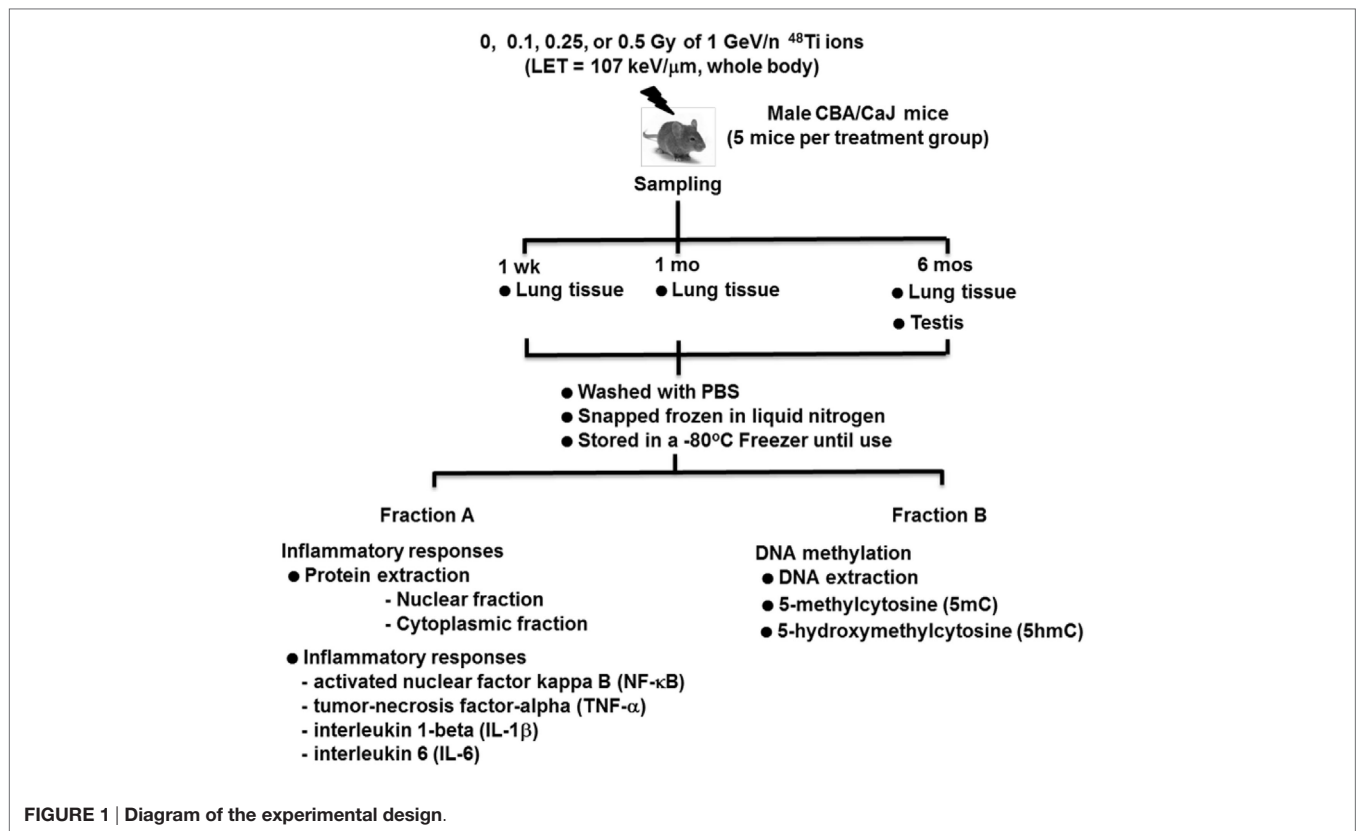 0, 0.1, 0.25, or 0.5 Gy of 1 GeV/n ⁴⁸Ti ions
(LET = 107 keV/μm, whole body)
Male CBA/CaJ mice
(5 mice per treatment group)
Sampling
1 wk
● Lung tissue
1 mo
● Lung tissue
6 mos
● Lung tissue
● Testis
● Washed with PBS
● Snapped frozen in liquid nitrogen
● Stored in a -80ºC Freezer until use
Fraction A
Inflammatory responses
● Protein extraction
- Nuclear fraction
- Cytoplasmic fraction
● Inflammatory responses
- activated nuclear factor kappa B (NF-κB)
- tumor-necrosis factor-alpha (TNF-α)
- interleukin 1-beta (IL-1β)
- interleukin 6 (IL-6)
Fraction B
DNA methylation
● DNA extraction
● 5-methylcytosine (5mC)
● 5-hydroxymethylcytosine (5hmC)
FIGURE 1 | Diagram of the experimental design.